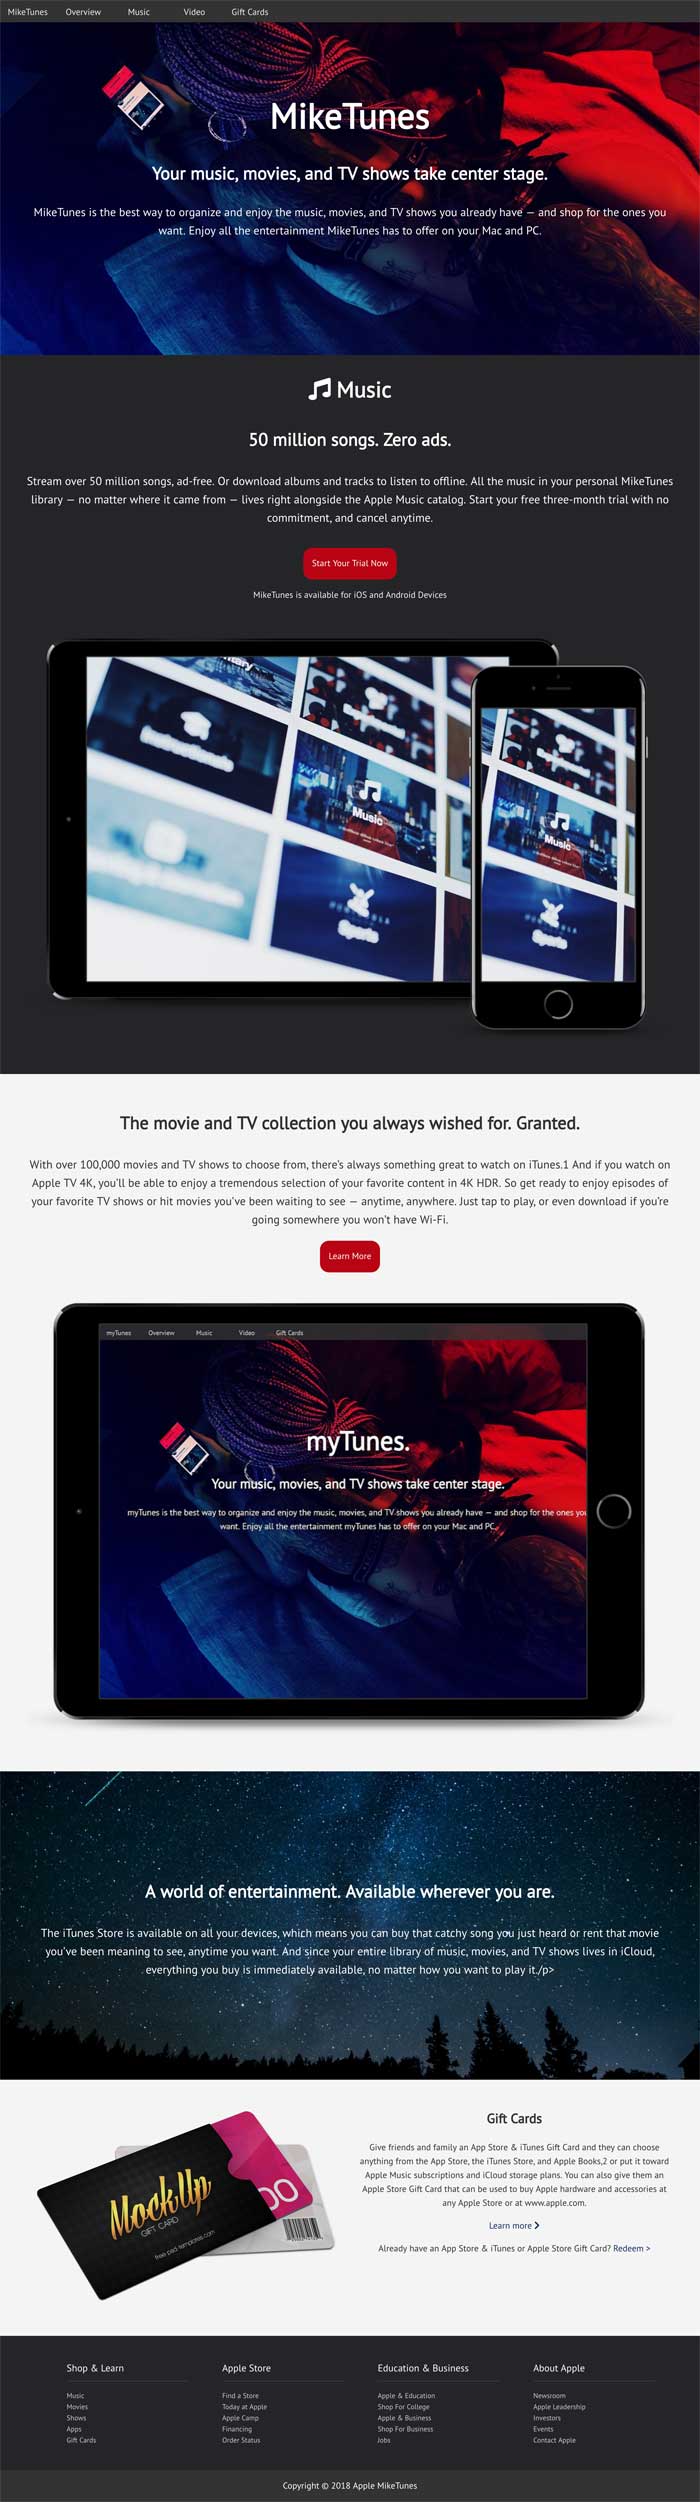 MikeTunes Overview Music Video Gift Cards
MikeTunes
Your music, movies, and TV shows take center stage.
MikeTunes is the best way to organize and enjoy the music, movies, and TV shows you already have — and shop for the ones you
want. Enjoy all the entertainment MikeTunes has to offer on your Mac and PC.
Music
50 million songs. Zero ads.
Stream over 50 million songs, ad-free. Or download albums and tracks to listen to offline. All the music in your personal MikeTunes
library — no matter where it came from — lives right alongside the Apple Music catalog. Start your free three-month trial with no
commitment, and cancel anytime.
Start Your Trial Now
MikeTunes is available for iOS and Android Devices
Music
Music
The movie and TV collection you always wished for. Granted.
With over 100,000 movies and TV shows to choose from, there's always something great to watch on iTunes.1 And if you watch on
Apple TV 4K, you'll be able to enjoy a tremendous selection of your favorite content in 4K HDR. So get ready to enjoy episodes of
your favorite TV shows or hit movies you've been waiting to see — anytime, anywhere. Just tap to play, or even download if you're
going somewhere you won't have Wi-Fi.
Learn More
myTunes Overview Music Video Gift Cards
myTunes.
Your music, movies, and TV shows take center stage.
myTunes is the best way to organize and enjoy the music, movies, and TV shows you already have — and shop for the ones you
want. Enjoy all the entertainment myTunes has to offer on your Mac and PC.
A world of entertainment. Available wherever you are.
The iTunes Store is available on all your devices, which means you can buy that catchy song you just heard or rent that movie
you've been meaning to see, anytime you want. And since your entire library of music, movies, and TV shows lives in iCloud,
everything you buy is immediately available, no matter how you want to play it./p>
MockUp
GIFT CARD
free-psd-templates.com
00
Gift Cards
Give friends and family an App Store & iTunes Gift Card and they can choose
anything from the App Store, the iTunes Store, and Apple Books,2 or put it toward
Apple Music subscriptions and iCloud storage plans. You can also give them an
Apple Store Gift Card that can be used to buy Apple hardware and accessories at
any Apple Store or at www.apple.com.
Learn more
Already have an App Store & iTunes or Apple Store Gift Card? Redeem >
Shop & Learn
Music
Movies
Shows
Apps
Gift Cards
Apple Store
Find a Store
Today at Apple
Apple Camp
Financing
Order Status
Education & Business
Apple & Education
Shop For College
Apple & Business
Shop For Business
Jobs
About Apple
Newsroom
Apple Leadership
Investors
Events
Contact Apple
Copyright © 2018 Apple MikeTunes